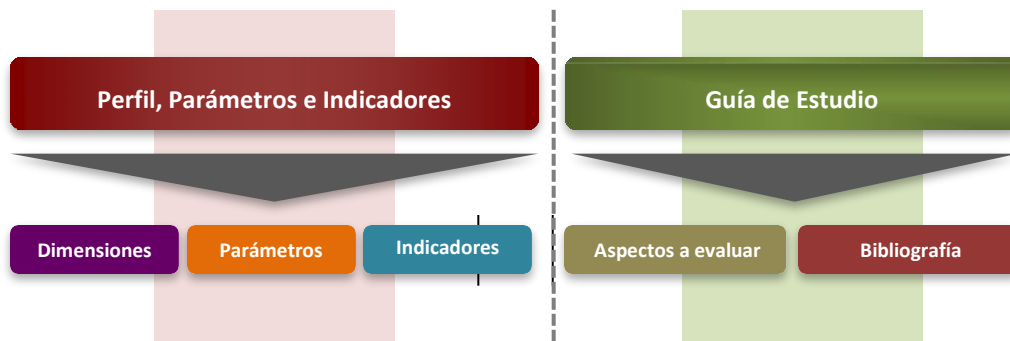 Perfil, Parámetros e Indicadores
Guía de Estudio
Dimensiones
Parámetros
Indicadores
Aspectos a evaluar
Bibliografía